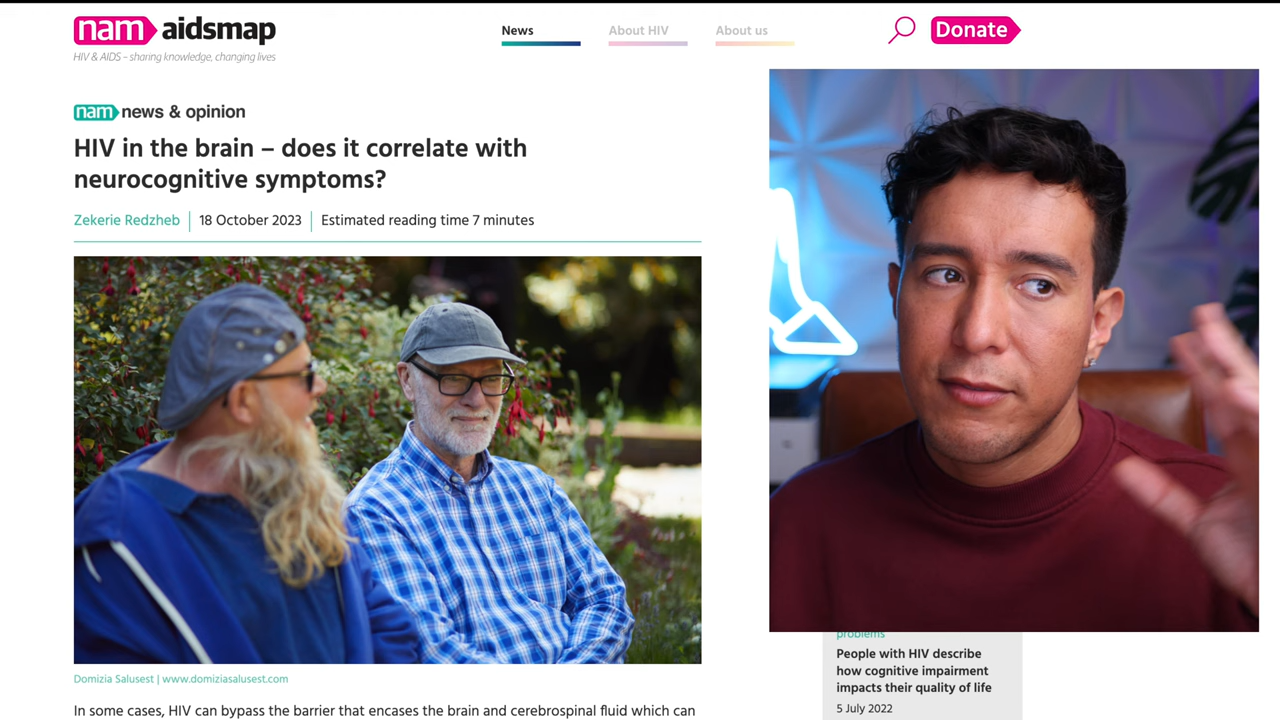 nam aidsmap
HIV & AIDS – sharing knowledge, changing lives
News
About HIV
About us
Donate
nam news & opinion
HIV in the brain – does it correlate with
neurocognitive symptoms?
Zekerie Redzheb | 18 October 2023 | Estimated reading time 7 minutes
Domizia Salusest | www.domiziasalusest.com
In some cases, HIV can bypass the barrier that encases the brain and cerebrospinal fluid which can
problems
People with HIV describe
how cognitive impairment
impacts their quality of life
5 July 2022